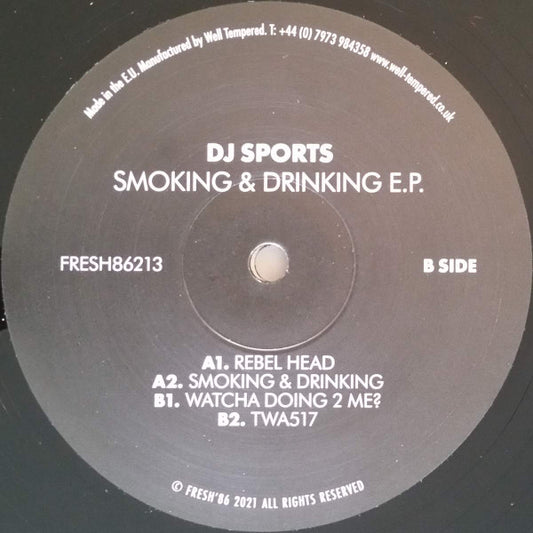 Made in the E.U. Manufactured by Well Tempered. T: +44 (0) 7973 984358 www.well-tempered.co.uk
DJ SPORTS
SMOKING & DRINKING E.P.
FRESH86213
B SIDE
A1. REBEL HEAD
A2. SMOKING & DRINKING
B1. WATCHA DOING 2 ME?
B2. TWA517
© FRESH'86 2021 ALL RIGHTS RESERVED